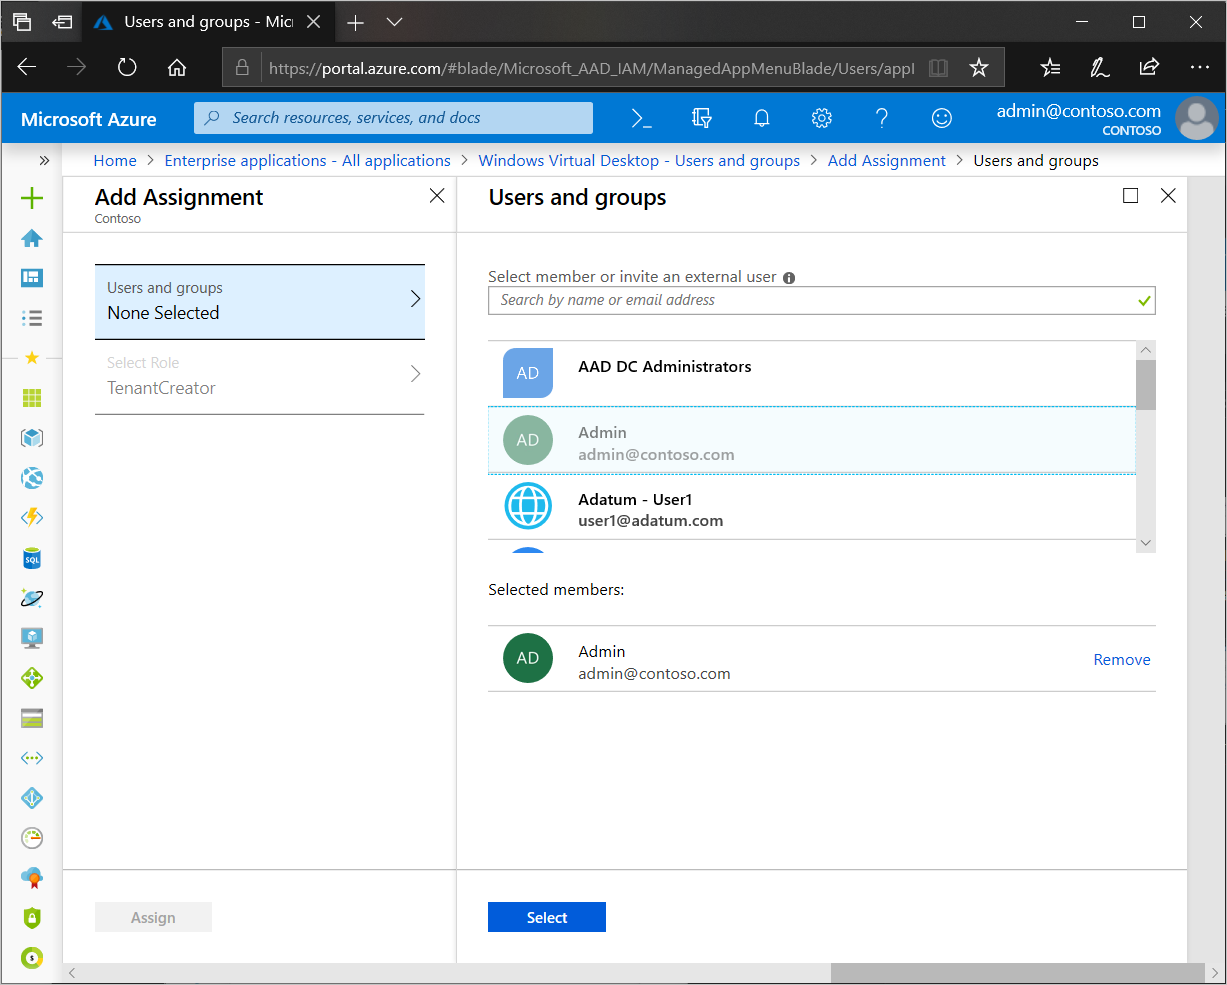 Users and groups - Micr
https://portal.azure.com/#blade/Microsoft_AAD_IAM/ManagedAppMenuBlade/Users/appI
Microsoft Azure
Search resources, services, and docs
admin@contoso.com
CONTOSO
Home > Enterprise applications - All applications > Windows Virtual Desktop - Users and groups > Add Assignment > Users and groups
Add Assignment
Contoso
Users and groups
None Selected
Select Role
TenantCreator
Assign
Users and groups
Select member or invite an external user
Search by name or email address
AD
AAD DC Administrators
AD
Admin
admin@contoso.com
Adatum - User1
user1@adatum.com
Selected members:
AD
Admin
admin@contoso.com
Remove
Select
SQL